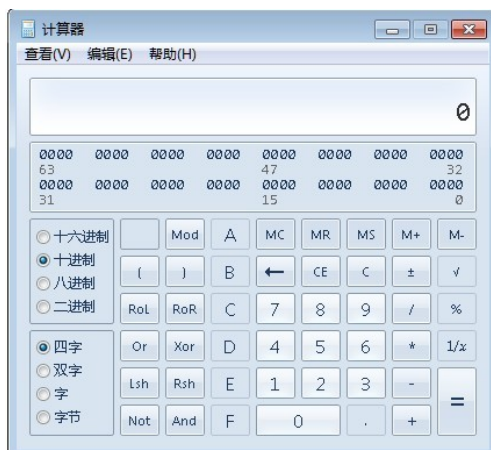 计算器
查看(V) 编辑(E) 帮助(H)
0
0000 0000 0000 0000 0000 0000 0000 0000
63 47 32
0000 0000 0000 0000 0000 0000 0000 0000
31 15 0
十六进制 Mod A MC MR MS M+ M-
十进制
八进制
( ) B ← CE C ± √
二进制 RoL RoR C 7 8 9 / %
四字 Or Xor D 4 5 6 * 1/x
双字
字
Lsh Rsh E 1 2 3 - =
字节 Not And F 0 . +